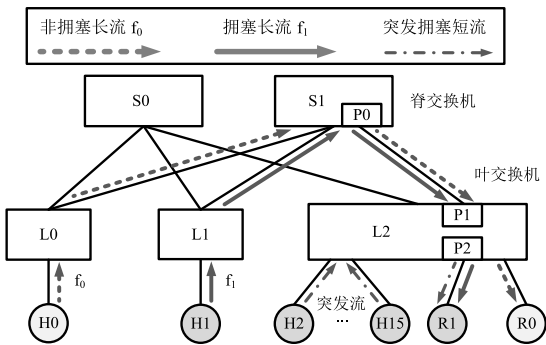 非拥塞长流 f0
拥塞长流 f1
突发拥塞短流
S0
S1
P0
脊交换机
叶交换机
L0
L1
L2
P1
P2
f0
f1
突发流
...
H0
H1
H2
H15
R1
R0